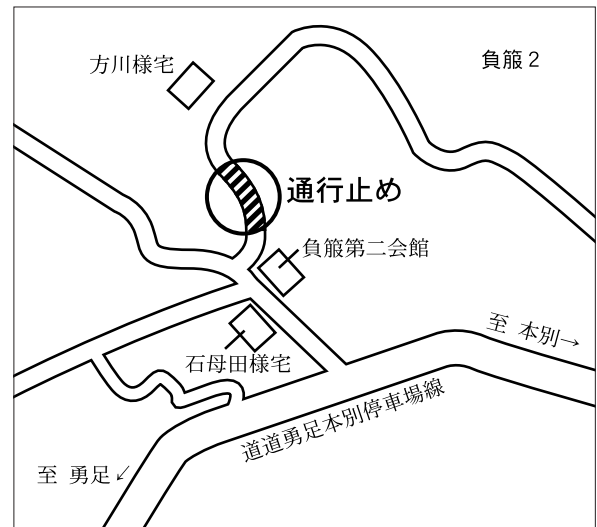 方川様宅
負箙2
通行止め
負箙第二会館
至 本別→
石母田様宅
道道勇足本別停車場線
至 勇足↙